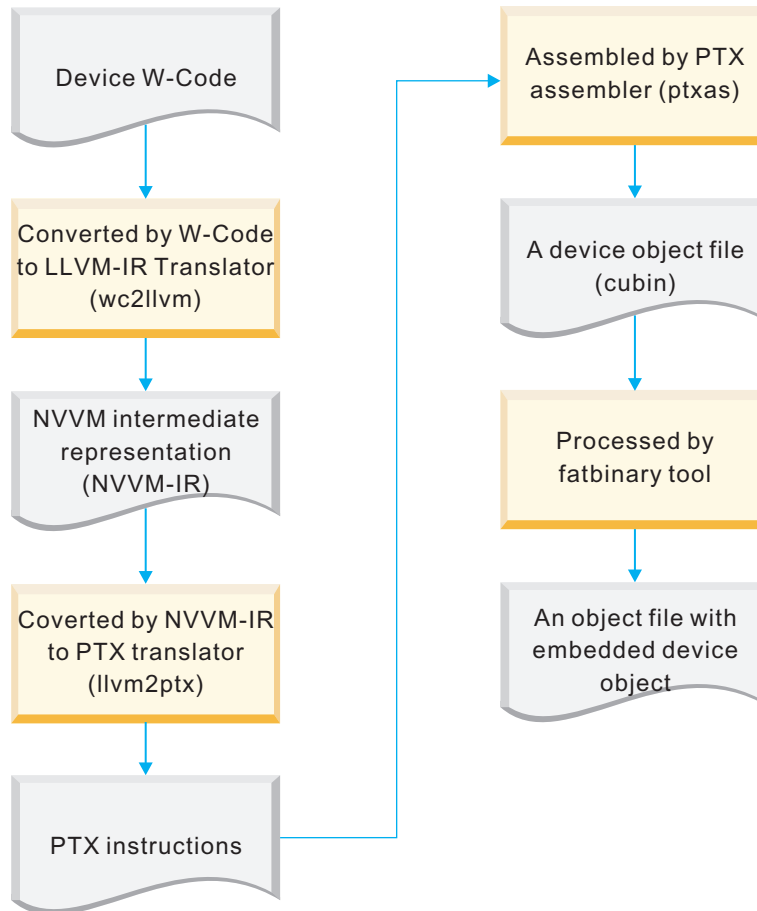 Device W-Code
Converted by W-Code
to LLVM-IR Translator
(wc2llvm)
NVVM intermediate
representation
(NVVM-IR)
Coverted by NVVM-IR
to PTX translator
(llvm2ptx)
PTX instructions
Assembled by PTX
assembler (ptxas)
A device object file
(cubin)
Processed by
fatbinary tool
An object file with
embedded device
object